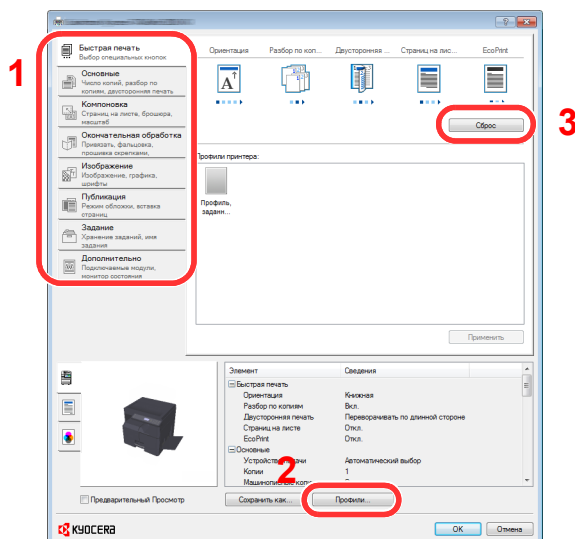 1
Быстрая печать
Выбор специальных кнопок
Основные
Число копий, разбор по
копиям, двусторонняя печать
Компоновка
Страниц на листе, брошюра,
масштаб
Окончательная обработка
Привязать, фальцовка,
прошивка скрепками,
Изображение
Изображение, графика,
шрифты
Публикация
Режим обложки, вставка
страниц
Задание
Хранение заданий, имя
задания
Дополнительно
Подключаемые модули,
монитор состояния
Ориентация Разбор по коп... Двусторонняя ... Страниц на лис... EcoPrint
A
Сброс
3
Профили принтера:
Профиль,
заданн...
Применить
Элемент Сведения
Быстрая печать
Ориентация Книжная
Разбор по копиям Вкл.
Двусторонняя печать Переворачивать по длинной стороне
Страниц на листе Откл.
EcoPrint Откл.
Основные
Автоматический выбор
Копии 1
2
Предварительный Просмотр
Сохранить как...
Профили...
KYOCERA
OK
Отмена